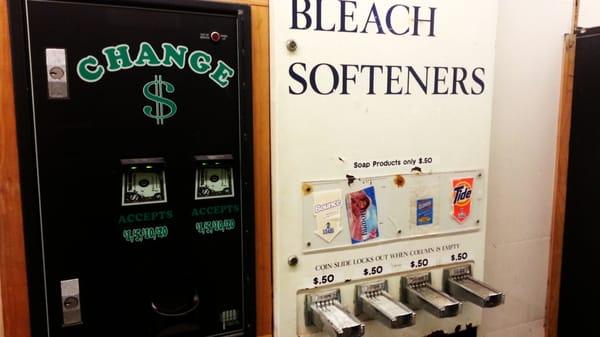 CHANGE
$
ACCEPTS
1, 5, 10, 20
ACCEPTS
1, 5, 10, 20
BLEACH
SOFTENERS
Soap Products only $.50
Bounce
Tide
COIN SLIDE LOCKS OUT WHEN COLUMN IS EMPTY
$.50 $.50 $.50 $.50
$.50